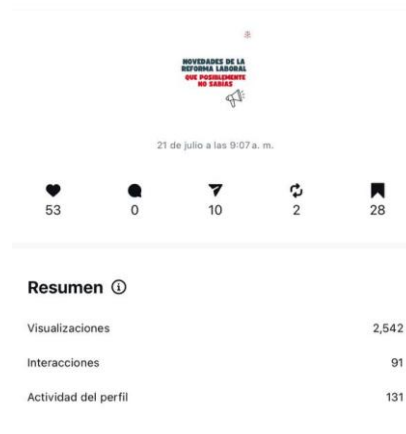 NOVEDADES DE LA
REFORMA LABORAL
QUE POSIBLEMENTE
NO SABÍAS
21 de julio a las 9:07 a. m.
53 0 10 2 28
Resumen
Visualizaciones 2,542
Interacciones 91
Actividad del perfil 131